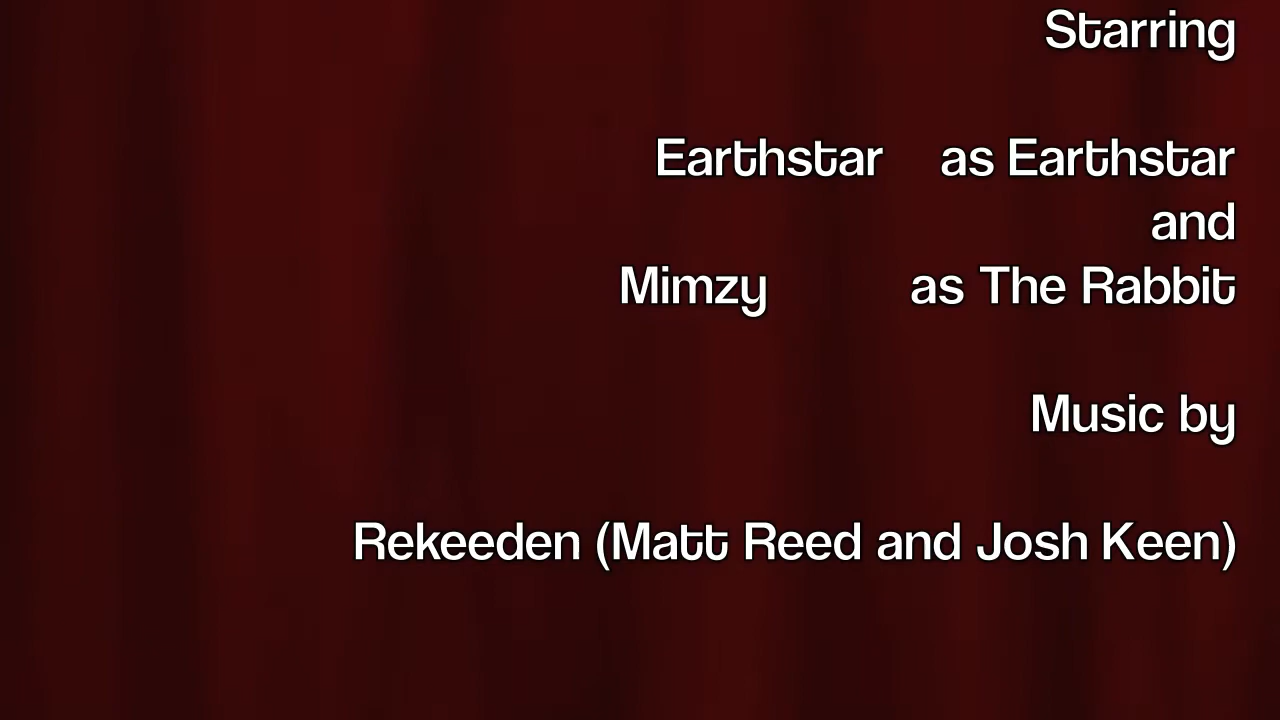 Starring
Earthstar as Earthstar
and
Mimzy as The Rabbit
Music by
Rekeeden (Matt Reed and Josh Keen)